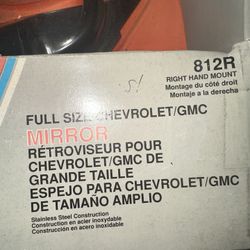 812R
RIGHT HAND MOUNT
Montage du côté droit
Montaje a la derecha
FULL SIZE CHEVROLET/GMC
MIRROR
RÉTROVISEUR POUR
CHEVROLET/GMC DE
GRANDE TAILLE
ESPEJO PARA CHEVROLET/GMC
DE TAMAÑO AMPLIO
Stainless Steel Construction
Construction en acier inoxydable
Construcción en acero inoxidable